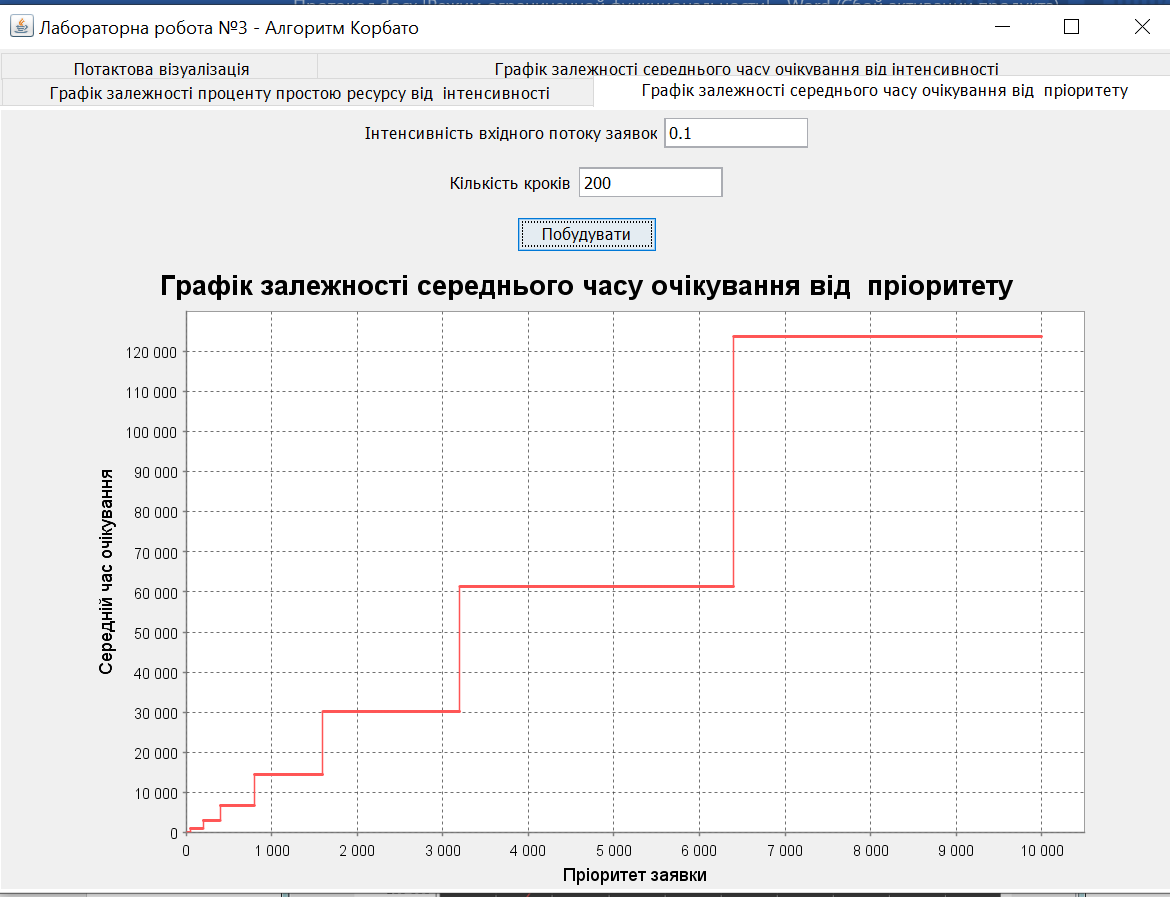 Лабораторна робота №3 - Алгоритм Корбато
Потактова візуалізація
Графік залежності середнього часу очікування від інтенсивності
Графік залежності проценту простою ресурсу від  інтенсивності
Графік залежності середнього часу очікування від  пріоритету
Інтенсивність вхідного потоку заявок 0.1
Кількість кроків 200
Побудувати
Графік залежності середнього часу очікування від  пріоритету
Середній час очікування
120 000
110 000
100 000
90 000
80 000
70 000
60 000
50 000
40 000
30 000
20 000
10 000
0
0 1 000 2 000 3 000 4 000 5 000 6 000 7 000 8 000 9 000 10 000
Пріоритет заявки